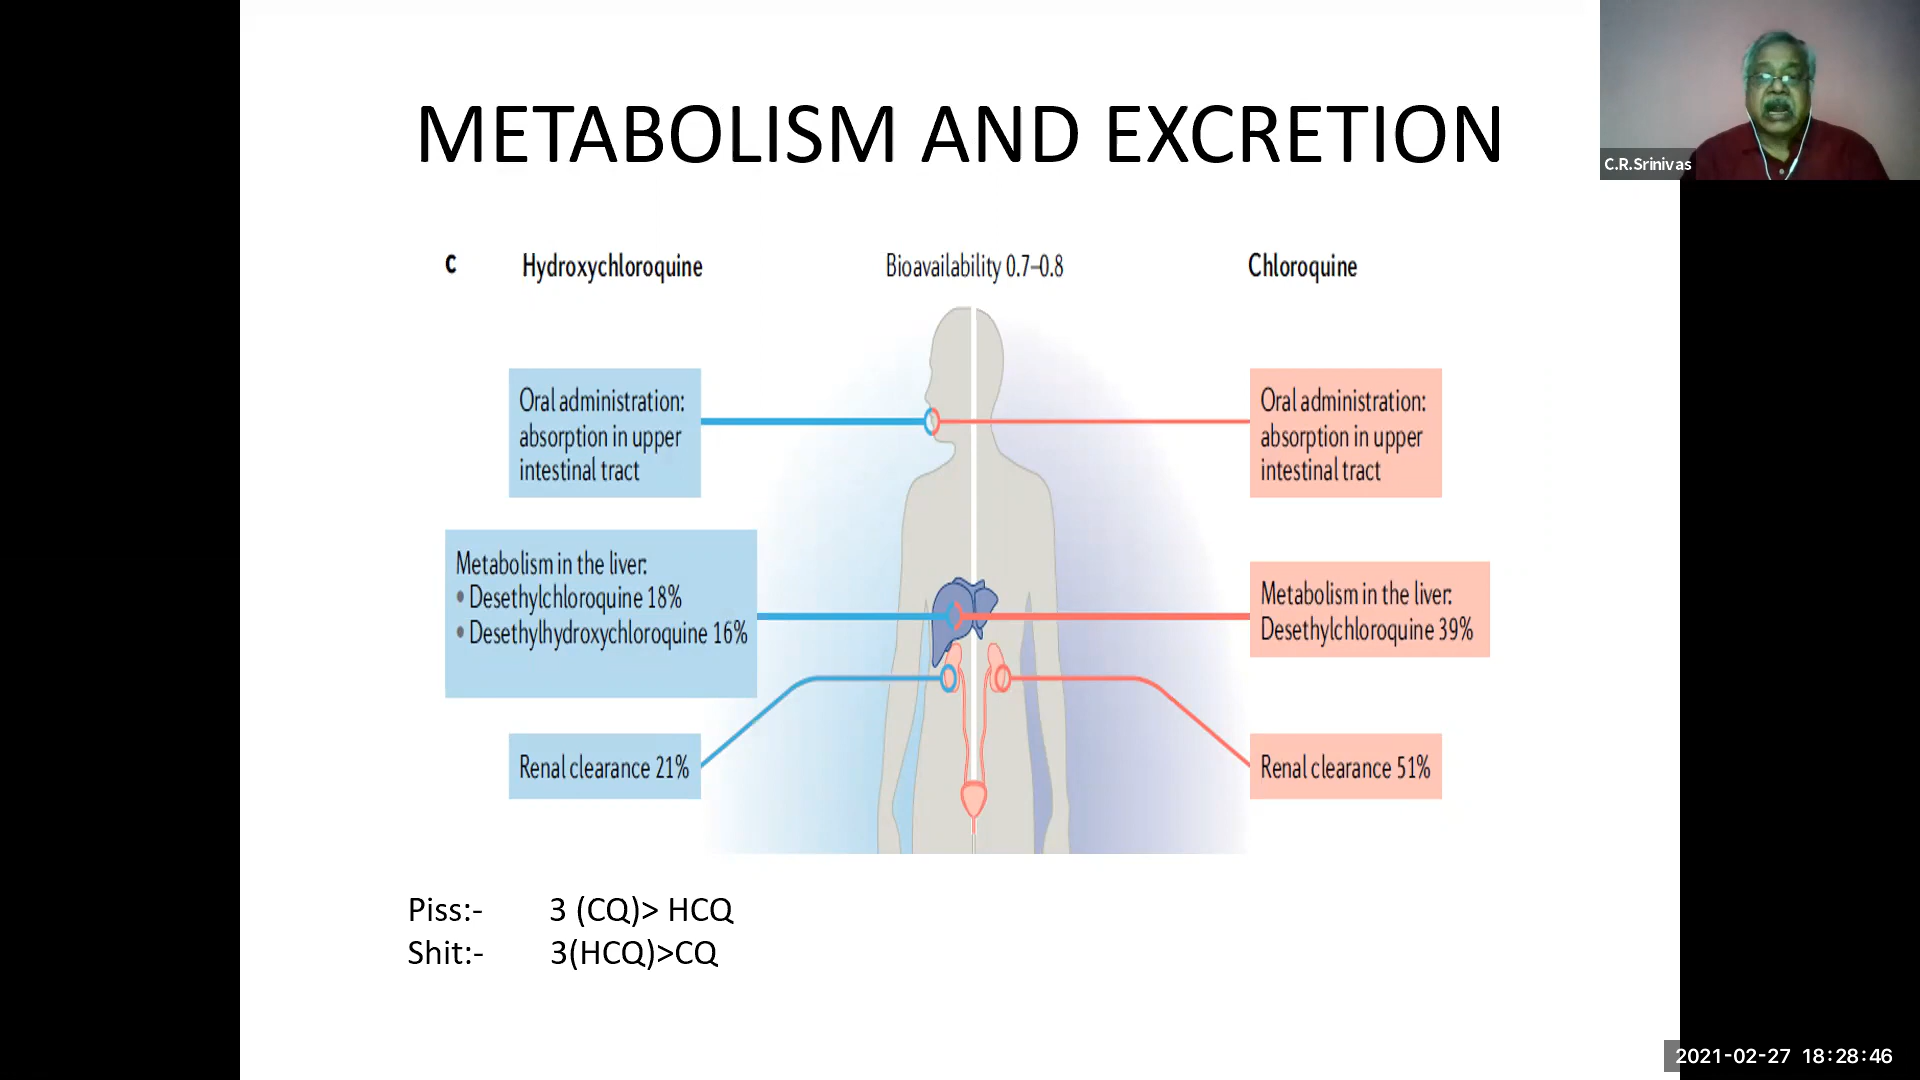 METABOLISM AND EXCRETION
C.R.Srinivas
c Hydroxychloroquine Bioavailability 0.7–0.8 Chloroquine
Oral administration:
absorption in upper
intestinal tract
Oral administration:
absorption in upper
intestinal tract
Metabolism in the liver:
• Desethylchloroquine 18%
• Desethylhydroxychloroquine 16%
Metabolism in the liver:
Desethylchloroquine 39%
Renal clearance 21%
Renal clearance 51%
Piss:- 3 (CQ)> HCQ
Shit:- 3(HCQ)>CQ
2021-02-27 18:28:46